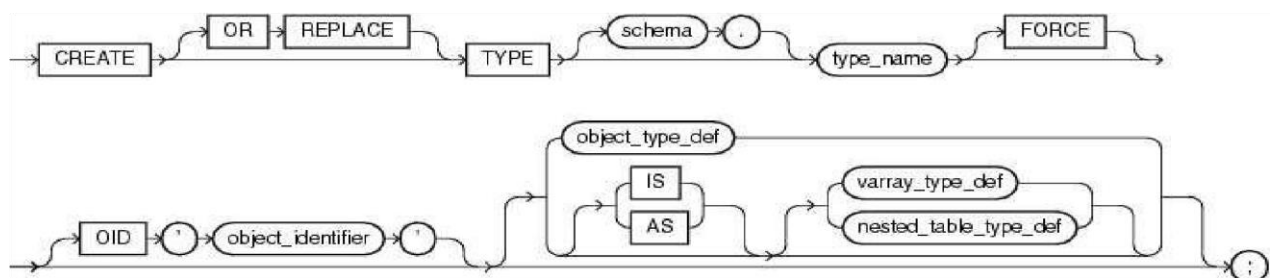 OR REPLACE schema . FORCE
CREATE TYPE type_name
object_type_def
IS varray_type_def
OID ' object_identifier ' AS nested_table_type_def
;